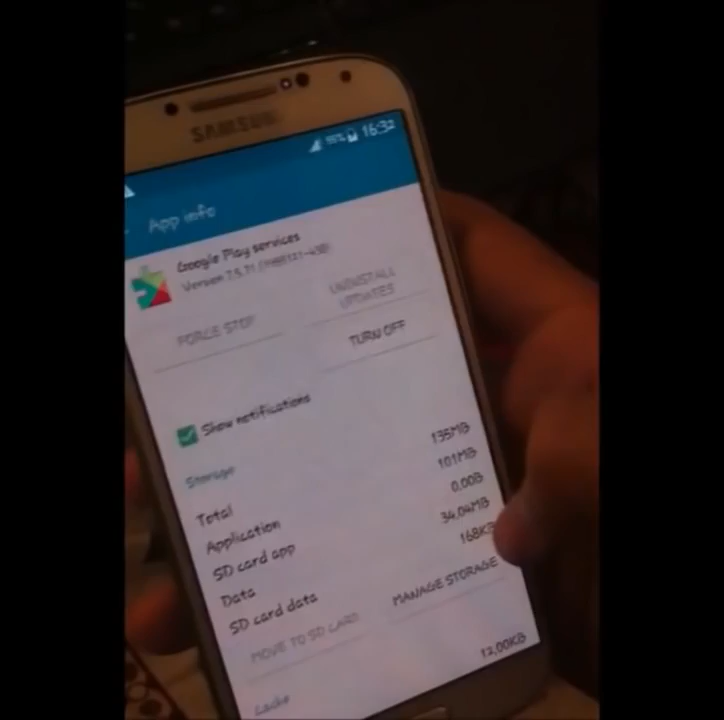 SAMSUNG
55% 16:32
App info
Google Play services
Version 7.5.71
FORCE STOP
UNINSTALL
UPDATES
TURN OFF
Show notifications
Storage
Total 135MB
Application 101MB
SD card app 0.00B
Data 34.04MB
SD card data 168KB
MOVE TO SD CARD
MANAGE STORAGE
Cache
12.00KB